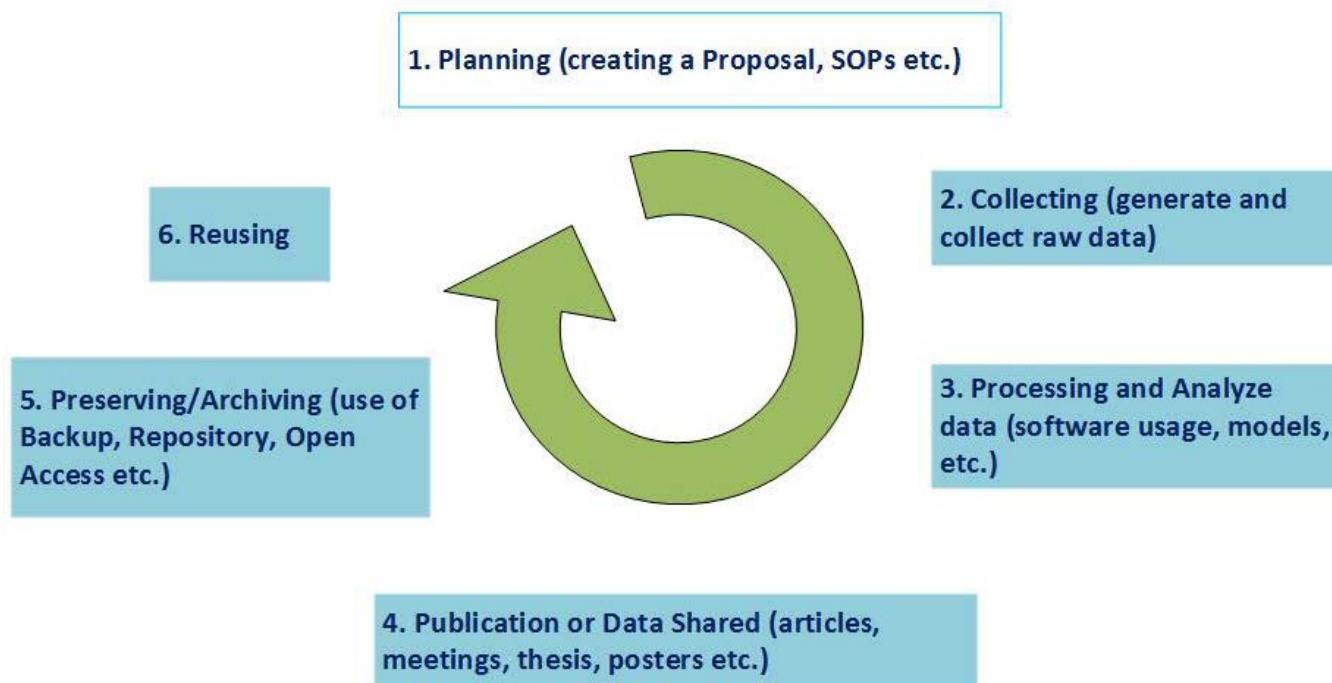 1. Planning (creating a Proposal, SOPs etc.)
2. Collecting (generate and
collect raw data)
3. Processing and Analyze
data (software usage, models,
etc.)
4. Publication or Data Shared (articles,
meetings, thesis, posters etc.)
5. Preserving/Archiving (use of
Backup, Repository, Open
Access etc.)
6. Reusing